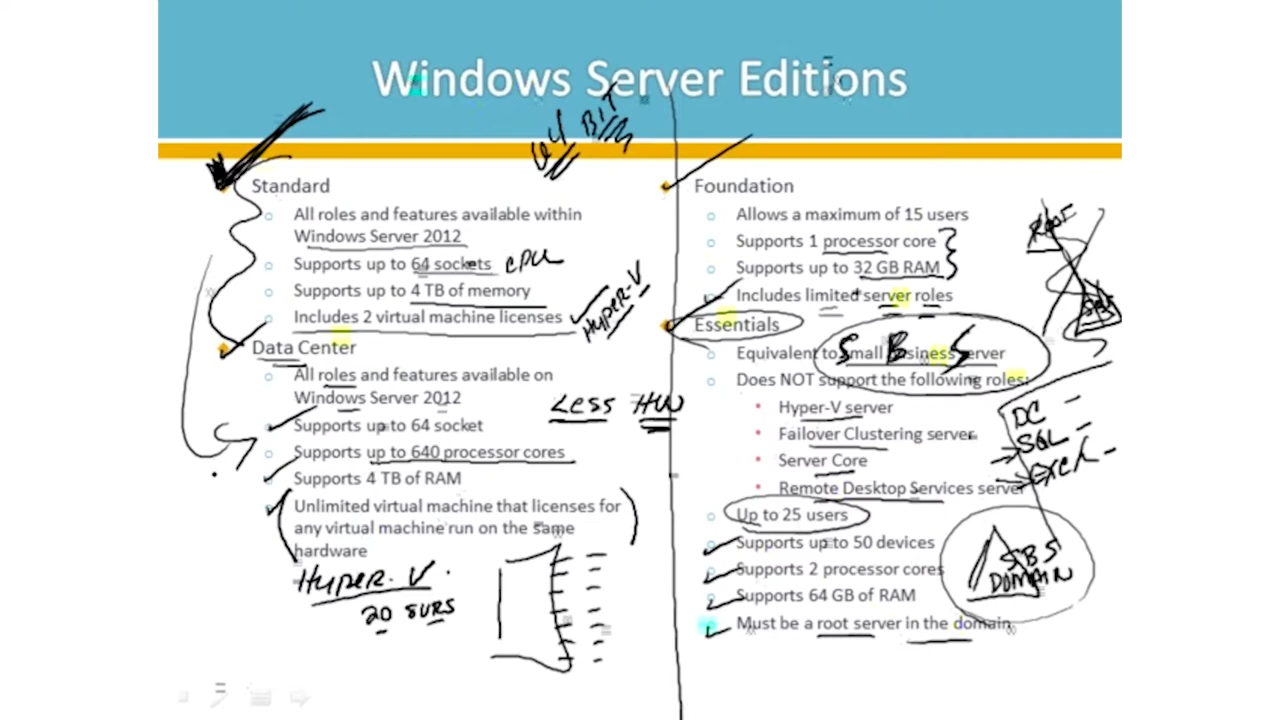 Windows Server Editions
64 BIT
Standard
All roles and features available within
Windows Server 2012
Supports up to 64 sockets CPU
Supports up to 4 TB of memory
Includes 2 virtual machine licenses
Hyper-V
Data Center
All roles and features available on
Windows Server 2012
Supports up to 64 socket
Supports up to 640 processor cores
Supports 4 TB of RAM
Unlimited virtual machine that licenses for
any virtual machine run on the same
hardware
Hyper-V
20 SVRS
Less HW
Foundation
Allows a maximum of 15 users
Supports 1 processor core
Supports up to 32 GB RAM
Includes limited server roles
Essentials
Equivalent to small business server
S B S
Does NOT support the following roles:
Hyper-V server
Failover Clustering server
Server Core
Remote Desktop Services server
Up to 25 users
Supports up to 50 devices
Supports 2 processor cores
Supports 64 GB of RAM
Must be a root server in the domain
DC
SQL
EXCH
SBS
DOMAIN